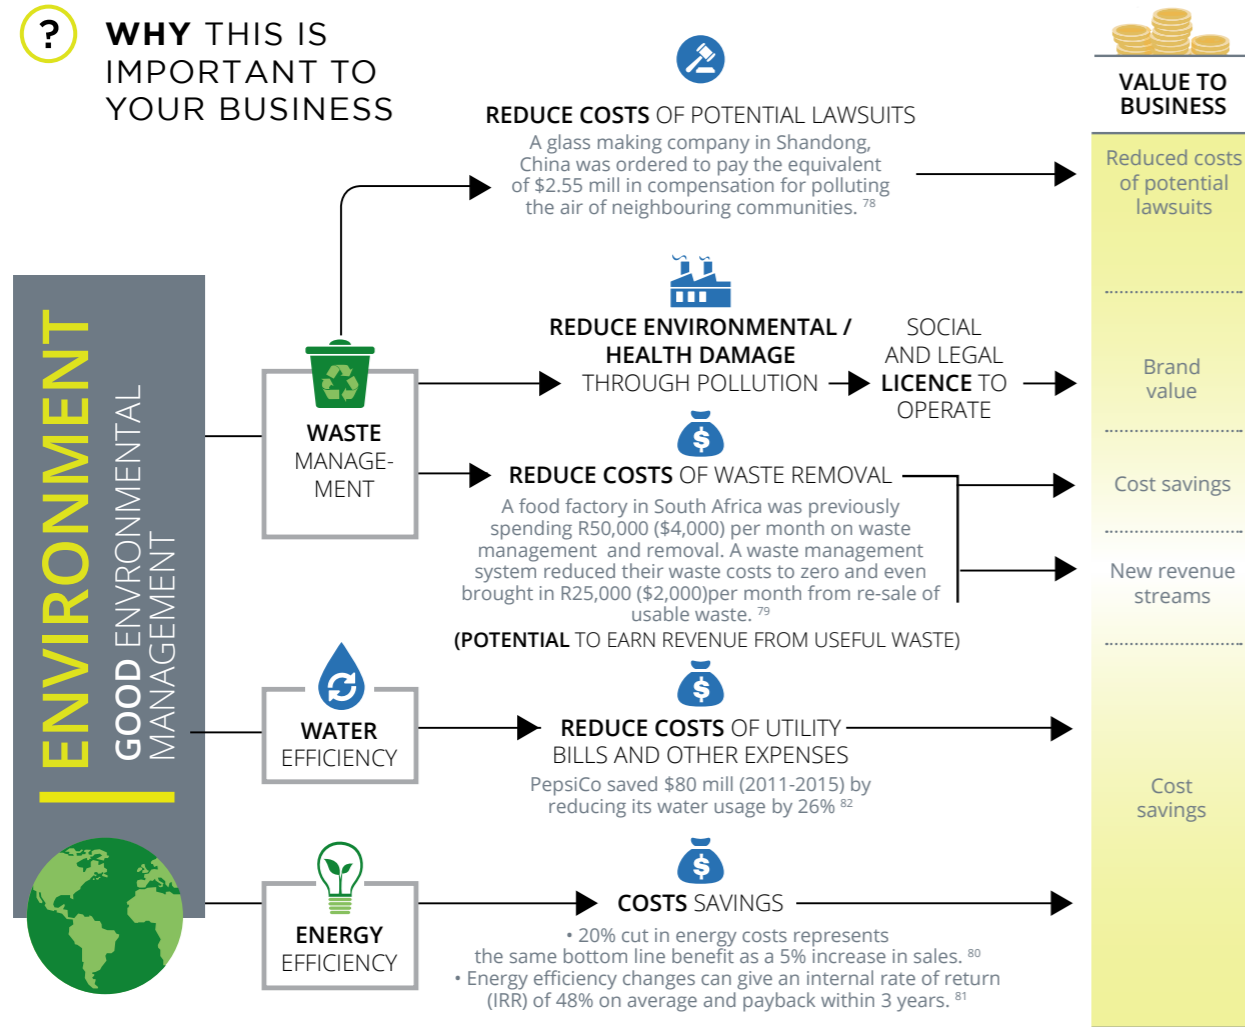 ?
WHY THIS IS
IMPORTANT TO
YOUR BUSINESS
REDUCE COSTS OF POTENTIAL LAWSUITS
A glass making company in Shandong,
China was ordered to pay the equivalent
of $2.55 mill in compensation for polluting
the air of neighbouring communities. 78
VALUE TO
BUSINESS
Reduced costs
of potential
lawsuits
ENVIRONMENT
GOOD ENVIRONMENTAL
MANAGEMENT
WASTE
MANAGE-
MENT
REDUCE ENVIRONMENTAL /
HEALTH DAMAGE
THROUGH POLLUTION
SOCIAL
AND LEGAL
LICENCE TO
OPERATE
Brand
value
$
REDUCE COSTS OF WASTE REMOVAL
A food factory in South Africa was previously
spending R50,000 ($4,000) per month on waste
management and removal. A waste management
system reduced their waste costs to zero and even
brought in R25,000 ($2,000)per month from re-sale of
usable waste. 79
(POTENTIAL TO EARN REVENUE FROM USEFUL WASTE)
Cost savings
New revenue
streams
WATER
EFFICIENCY
$
REDUCE COSTS OF UTILITY
BILLS AND OTHER EXPENSES
PepsiCo saved $80 mill (2011-2015) by
reducing its water usage by 26% 82
Cost
savings
ENERGY
EFFICIENCY
$
COSTS SAVINGS
• 20% cut in energy costs represents
the same bottom line benefit as a 5% increase in sales. 80
• Energy efficiency changes can give an internal rate of return
(IRR) of 48% on average and payback within 3 years. 81